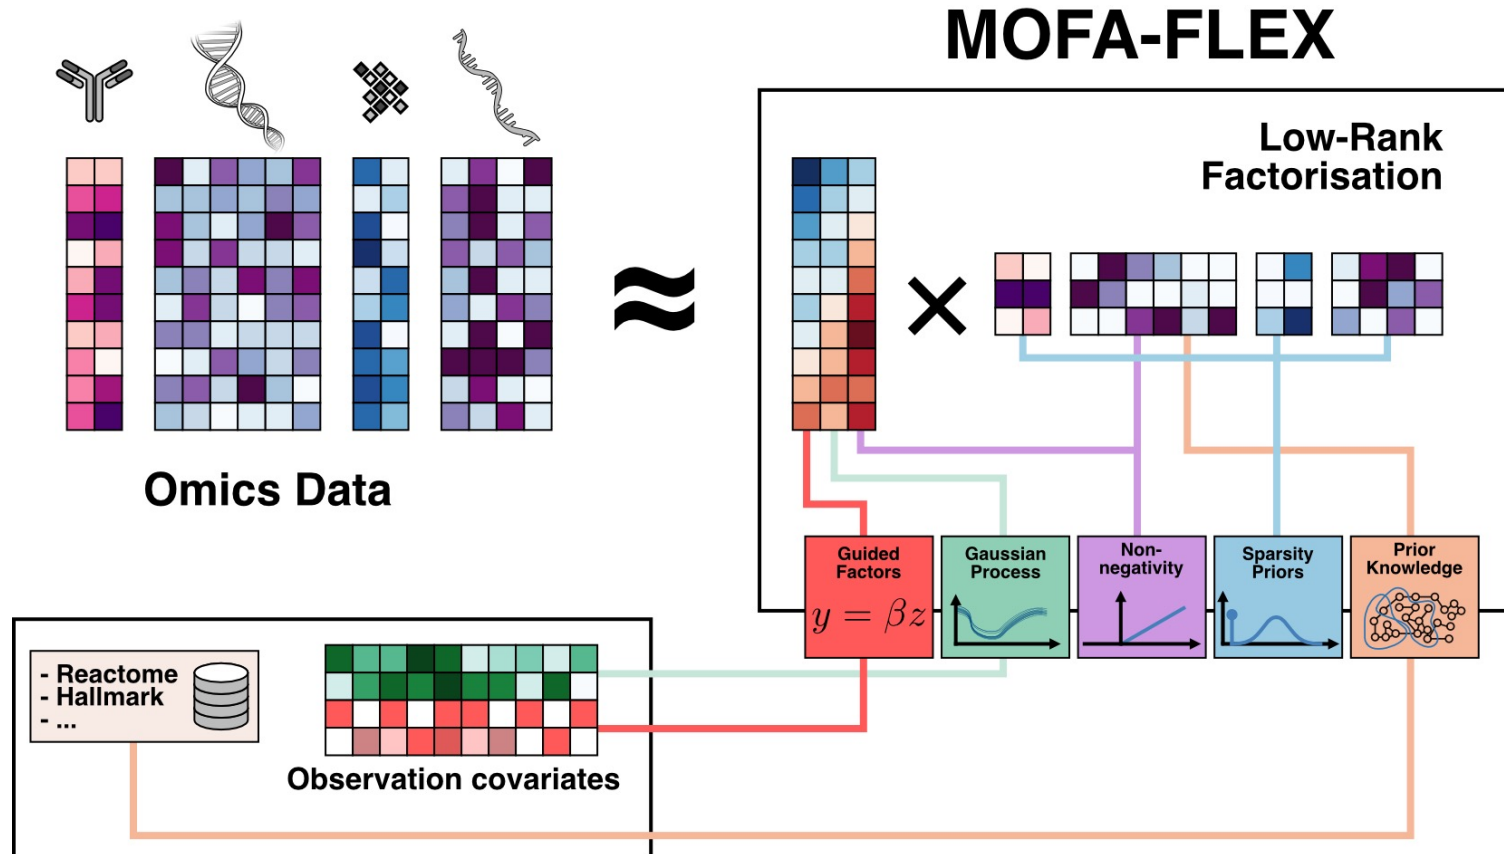 MOFA-FLEX
Low-Rank
Factorisation
≈
×
Omics Data
Guided
Factors
y = βz
Gaussian
Process
Non-
negativity
Sparsity
Priors
Prior
Knowledge
- Reactome
- Hallmark
- ...
Observation covariates